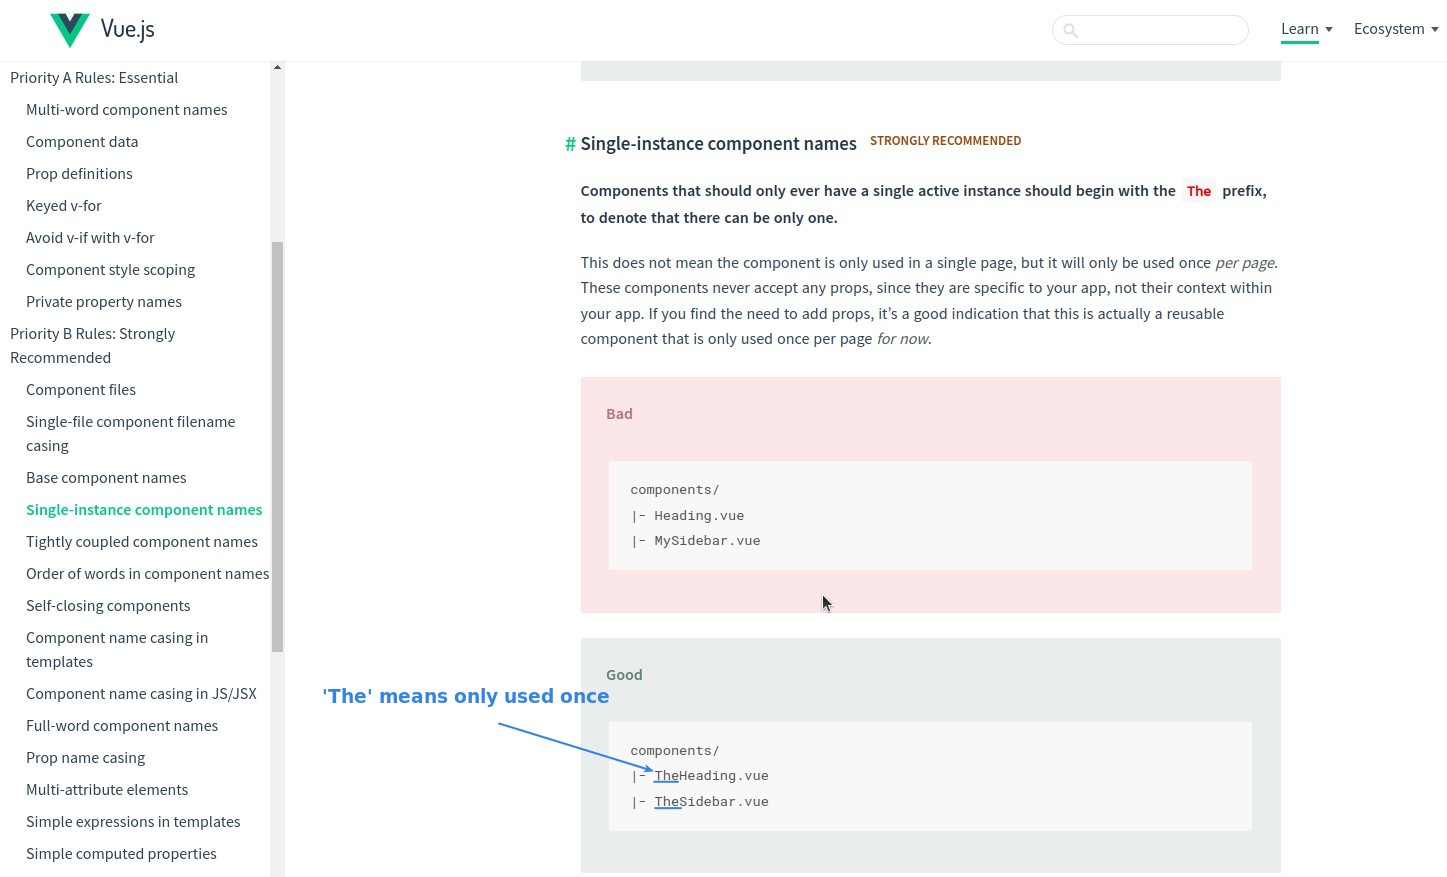 Vue.js
Learn
Ecosystem
Priority A Rules: Essential
Multi-word component names
Component data
Prop definitions
Keyed v-for
Avoid v-if with v-for
Component style scoping
Private property names
Priority B Rules: Strongly
Recommended
Component files
Single-file component filename
casing
Base component names
Single-instance component names
Tightly coupled component names
Order of words in component names
Self-closing components
Component name casing in
templates
Component name casing in JS/JSX
Full-word component names
Prop name casing
Multi-attribute elements
Simple expressions in templates
Simple computed properties
# Single-instance component names STRONGLY RECOMMENDED
Components that should only ever have a single active instance should begin with the The prefix,
to denote that there can be only one.
This does not mean the component is only used in a single page, but it will only be used once per page.
These components never accept any props, since they are specific to your app, not their context within
your app. If you find the need to add props, it’s a good indication that this is actually a reusable
component that is only used once per page for now.
Bad
components/
|- Heading.vue
|- MySidebar.vue
Good
'The' means only used once
components/
|- TheHeading.vue
|- TheSidebar.vue